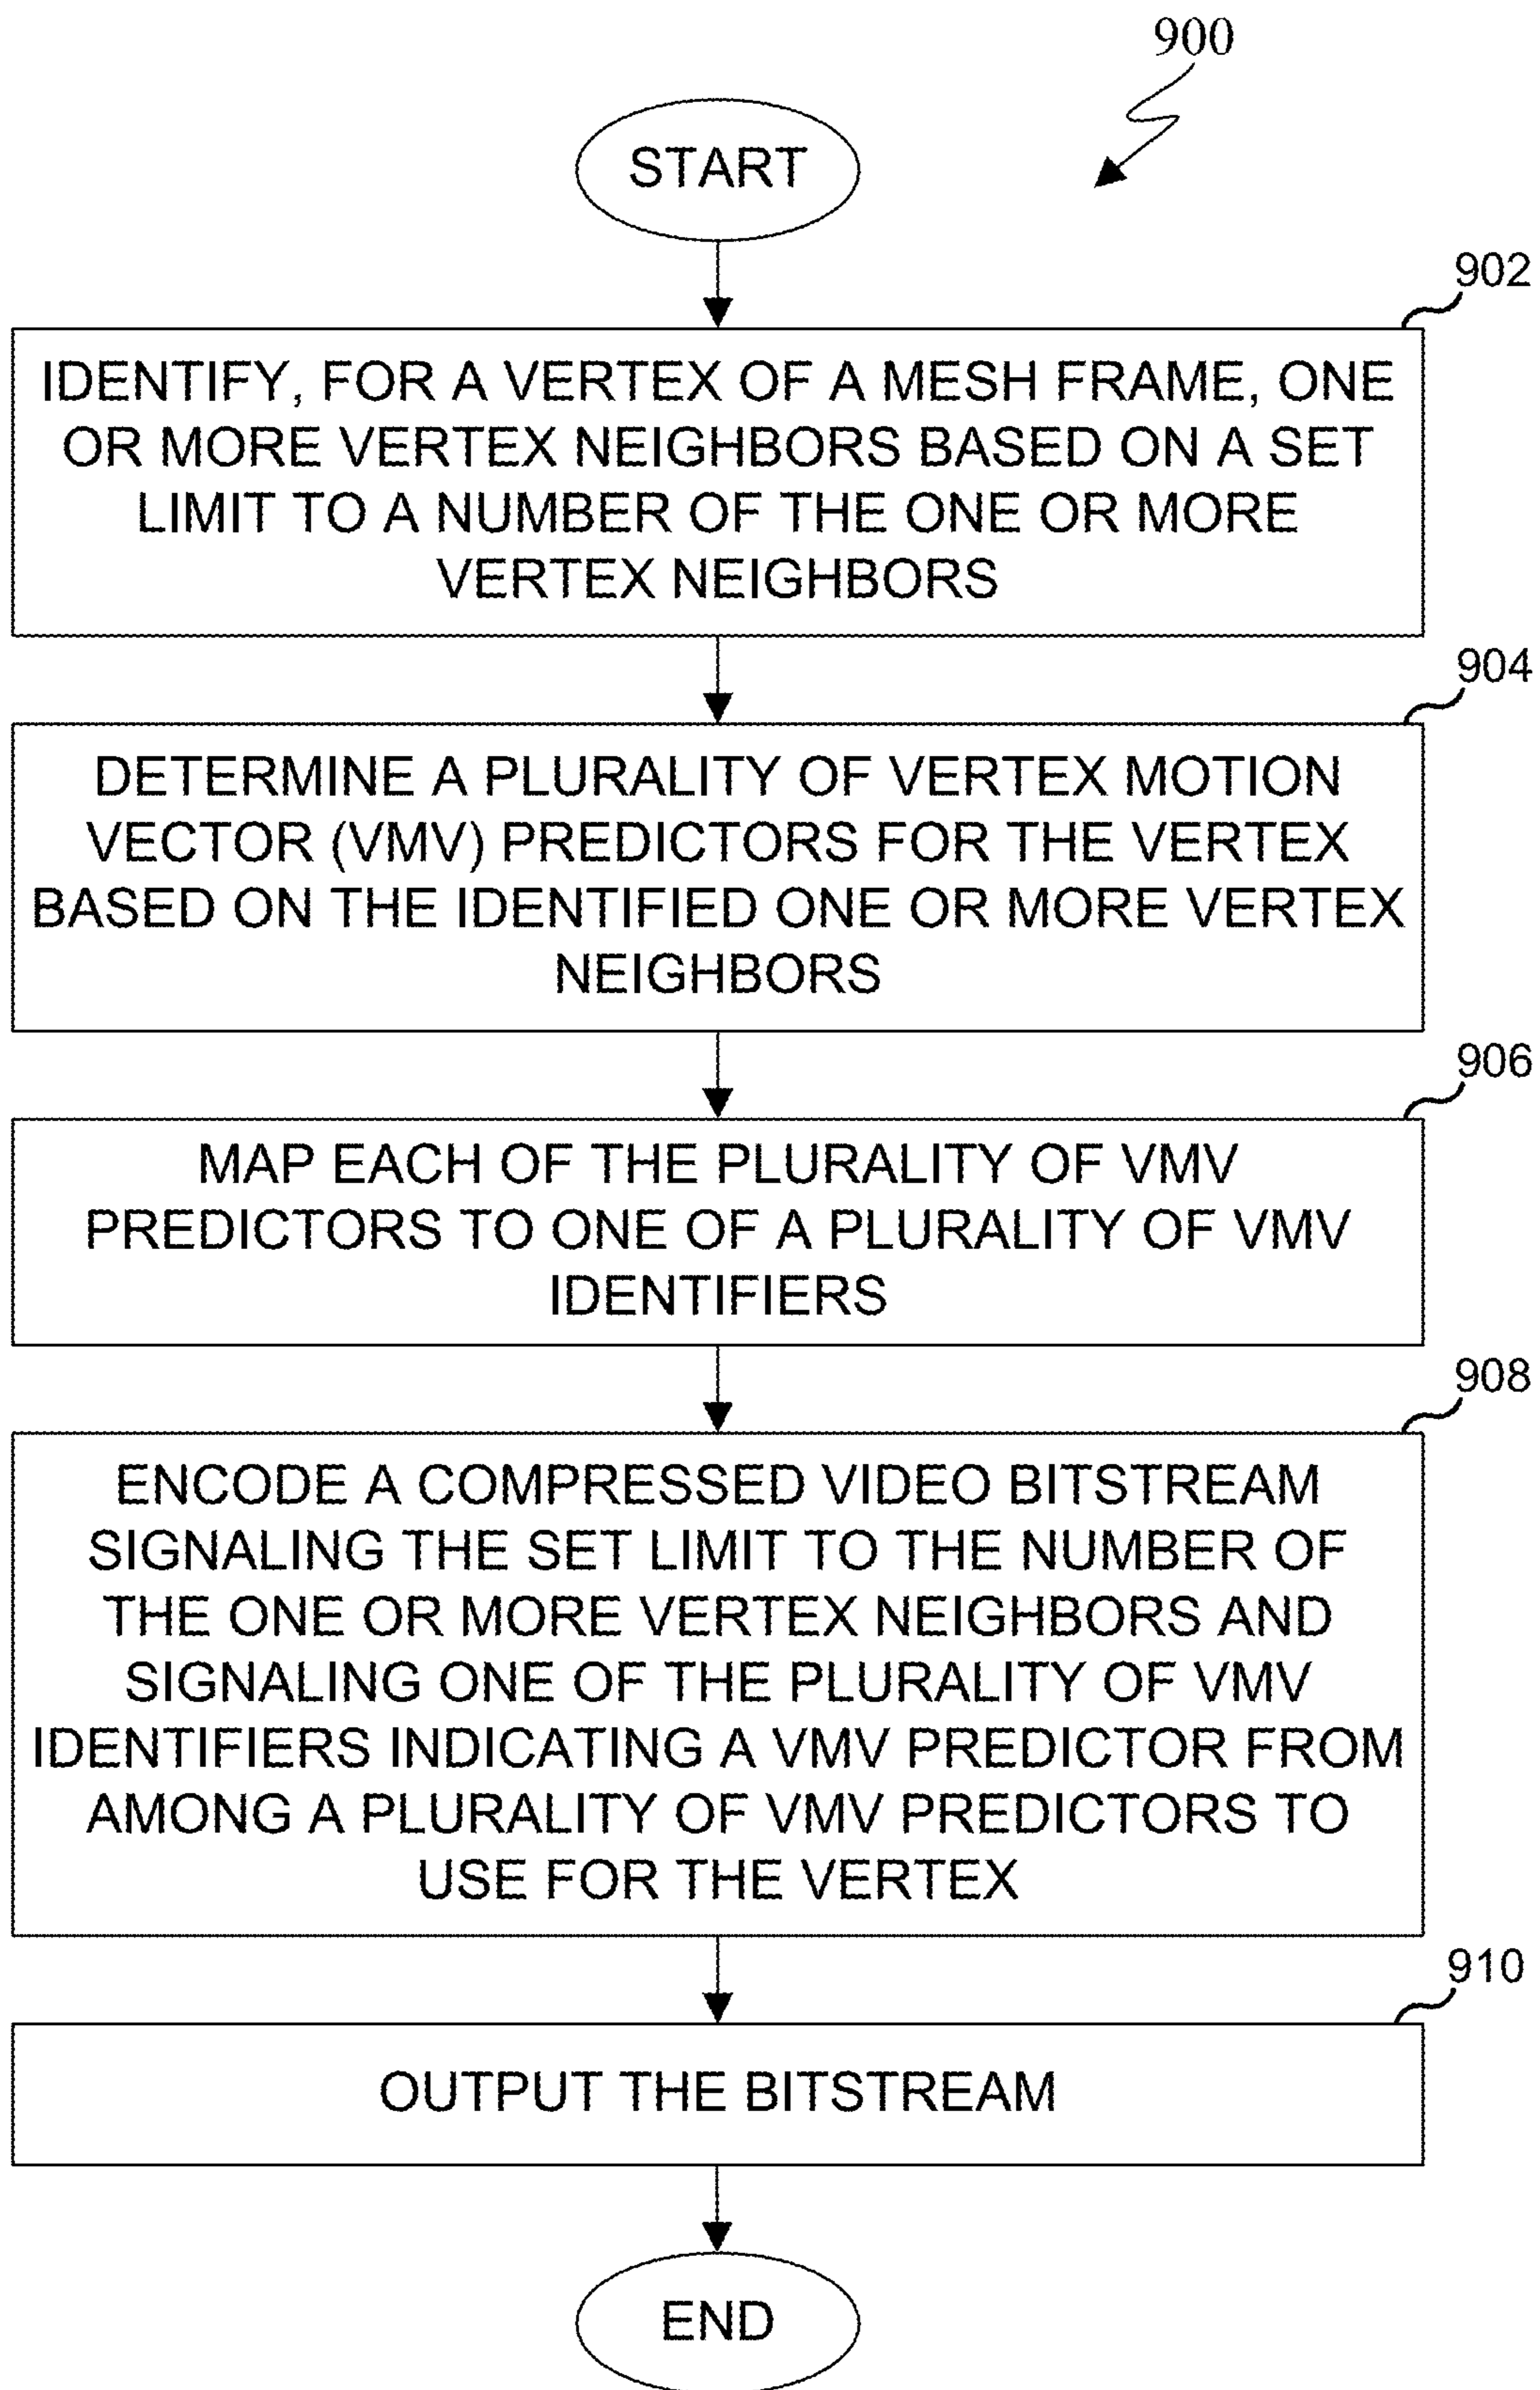 900
START
902
IDENTIFY, FOR A VERTEX OF A MESH FRAME, ONE
OR MORE VERTEX NEIGHBORS BASED ON A SET
LIMIT TO A NUMBER OF THE ONE OR MORE
VERTEX NEIGHBORS
904
DETERMINE A PLURALITY OF VERTEX MOTION
VECTOR (VMV) PREDICTORS FOR THE VERTEX
BASED ON THE IDENTIFIED ONE OR MORE VERTEX
NEIGHBORS
906
MAP EACH OF THE PLURALITY OF VMV
PREDICTORS TO ONE OF A PLURALITY OF VMV
IDENTIFIERS
908
ENCODE A COMPRESSED VIDEO BITSTREAM
SIGNALING THE SET LIMIT TO THE NUMBER OF
THE ONE OR MORE VERTEX NEIGHBORS AND
SIGNALING ONE OF THE PLURALITY OF VMV
IDENTIFIERS INDICATING A VMV PREDICTOR FROM
AMONG A PLURALITY OF VMV PREDICTORS TO
USE FOR THE VERTEX
910
OUTPUT THE BITSTREAM
END